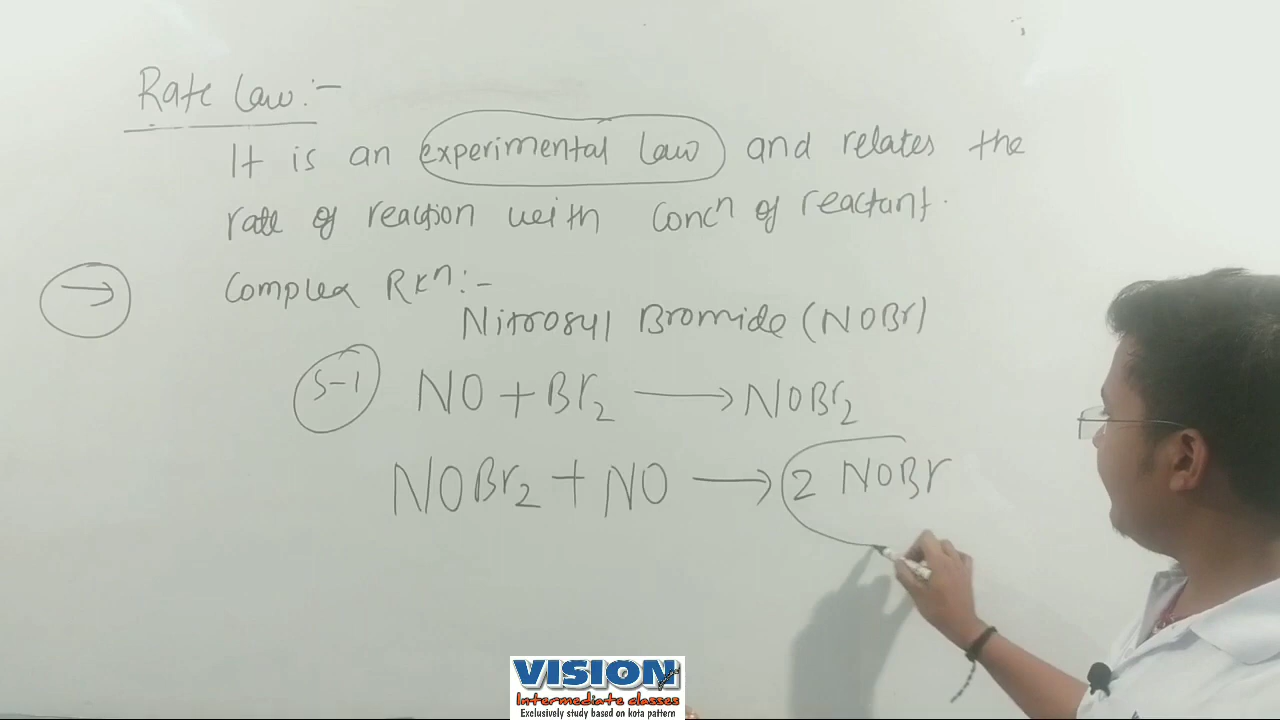 Rate Law:-
It is an experimental Law and relates the
rate of reaction with Concn of reactant.
→ Complex Rxn:-
Nitrosyl Bromide (NOBr)
S-1 NO + Br2 → NOBr2
NOBr2 + NO → 2 NOBr
VISION
Intermediate classes
Exclusively study based on kota pattern